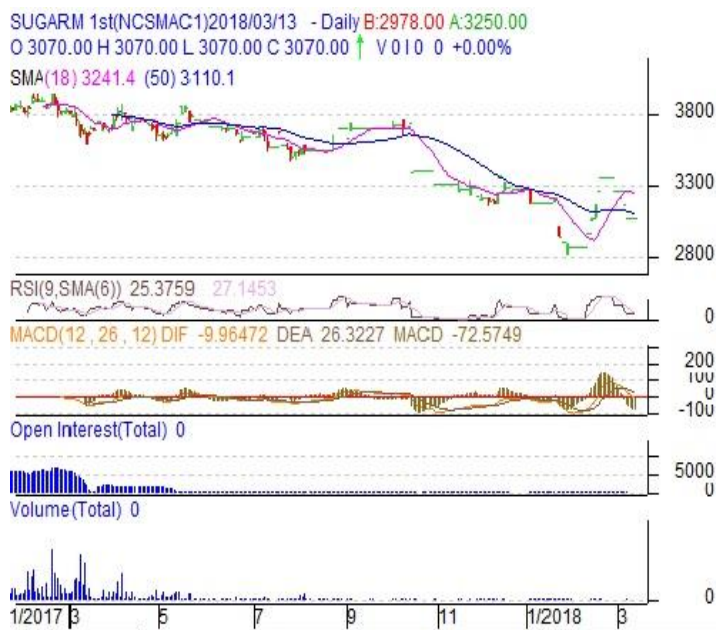 SUGARM 1st(NCSMAC1)2018/03/13 - Daily B:2978.00 A:3250.00
O 3070.00 H 3070.00 L 3070.00 C 3070.00 ↑ V 0 I 0 0 +0.00%
SMA(18) 3241.4 (50) 3110.1
3800
3300
2800
RSI(9,SMA(6)) 25.3759 27.1453
0
MACD(12 , 26 , 12) DIF -9.96472 DEA 26.3227 MACD -72.5749
200
100
0
-100
Open Interest(Total) 0
5000
0
Volume(Total) 0
0
1/2017 3 5 7 9 11 1/2018 3